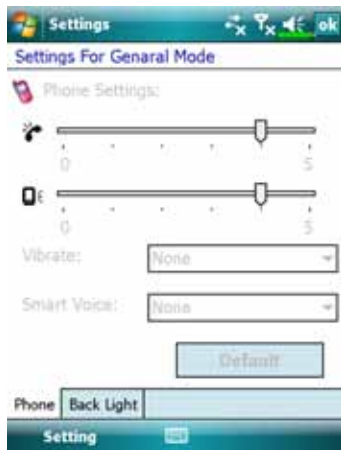 Settings
ok
Settings For Genaral Mode
Phone Settings:
0 5
0 5
Vibrate: None
Smart Voice: None
Default
Phone Back Light
Setting